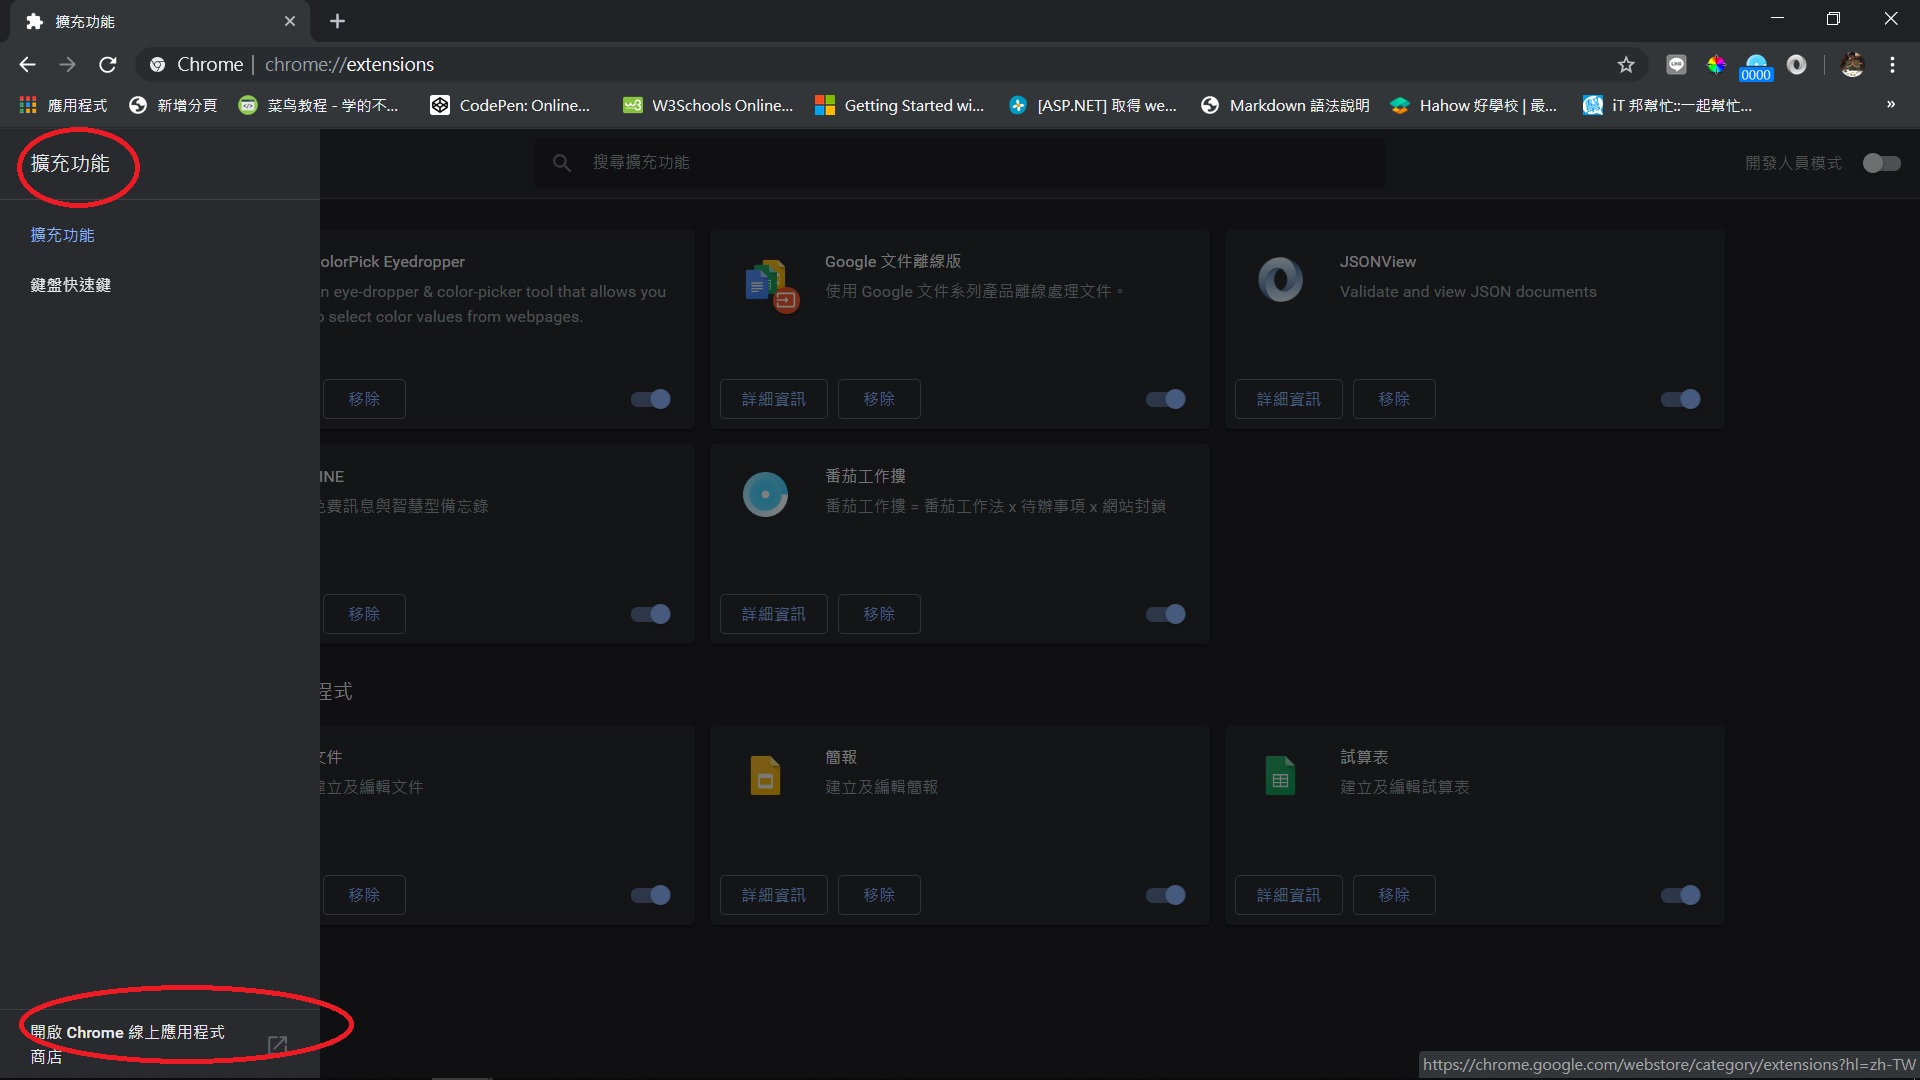 擴充功能
Chrome | chrome://extensions
0000
應用程式
新增分頁
菜鸟教程 - 学的不...
CodePen: Online...
W3Schools Online...
Getting Started wi...
[ASP.NET] 取得 we...
Markdown 語法說明
Hahow 好學校 | 最...
iT 邦幫忙::一起幫忙...
»
擴充功能
搜尋擴充功能
開發人員模式
擴充功能
鍵盤快速鍵
olorPick Eyedropper
n eye-dropper & color-picker tool that allows you
o select color values from webpages.
移除
Google 文件離線版
使用 Google 文件系列產品離線處理文件。
詳細資訊
移除
JSONView
Validate and view JSON documents
詳細資訊
移除
INE
免費訊息與智慧型備忘錄
移除
番茄工作摟
番茄工作摟 = 番茄工作法 x 待辦事項 x 網站封鎖
詳細資訊
移除
程式
文件
建立及編輯文件
移除
簡報
建立及編輯簡報
詳細資訊
移除
試算表
建立及編輯試算表
詳細資訊
移除
開啟 Chrome 線上應用程式
商店
https://chrome.google.com/webstore/category/extensions?hl=zh-TW